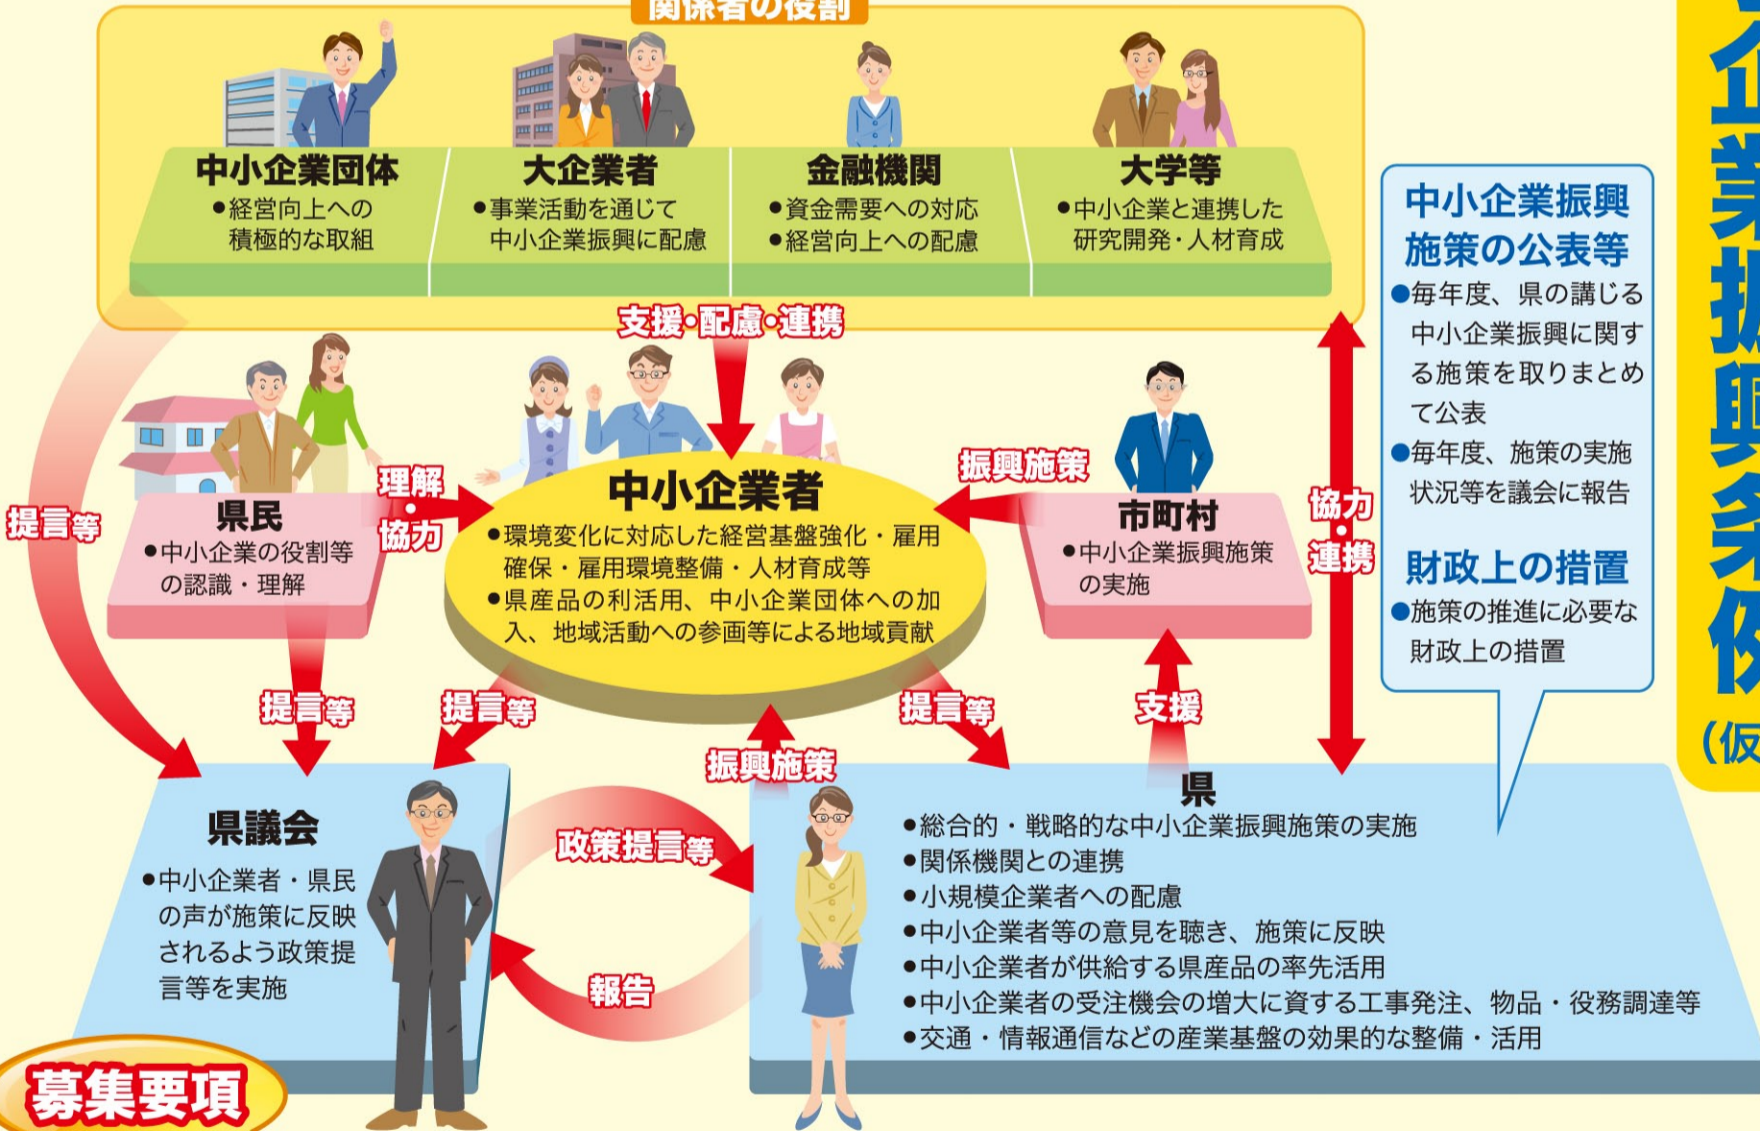 関係者の役割
中小企業団体
●経営向上への
積極的な取組
大企業者
●事業活動を通じて
中小企業振興に配慮
金融機関
●資金需要への対応
●経営向上への配慮
大学等
●中小企業と連携した
研究開発・人材育成
支援・配慮・連携
提言等
県民
●中小企業の役割等
の認識・理解
理解
・
協力
中小企業者
●環境変化に対応した経営基盤強化・雇用
確保・雇用環境整備・人材育成等
●県産品の利活用、中小企業団体への加
入、地域活動への参画等による地域貢献
振興施策
市町村
●中小企業振興施策
の実施
協力
・
連携
提言等
提言等
振興施策
提言等
支援
県議会
●中小企業者・県民
の声が施策に反映
されるよう政策提
言等を実施
政策提言等
報告
県
●総合的・戦略的な中小企業振興施策の実施
●関係機関との連携
●小規模企業者への配慮
●中小企業者等の意見を聴き、施策に反映
●中小企業者が供給する県産品の率先活用
●中小企業者の受注機会の増大に資する工事発注、物品・役務調達等
●交通・情報通信などの産業基盤の効果的な整備・活用
中小企業振興
施策の公表等
●毎年度、県の講じる
中小企業振興に関す
る施策を取りまとめ
て公表
●毎年度、施策の実施
状況等を議会に報告
財政上の措置
●施策の推進に必要な
財政上の措置
企業振興条例
(仮
募集要項